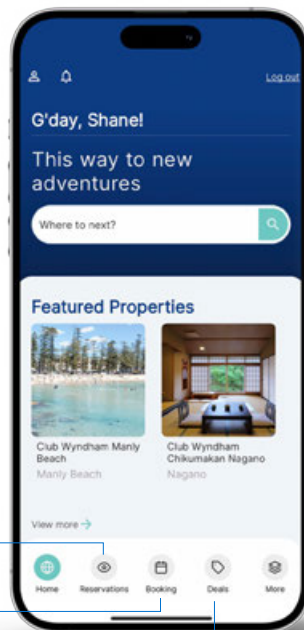 Log out
G'day, Shane!
This way to new
adventures
Where to next?
Featured Properties
Club Wyndham Manly
Beach
Manly Beach
Club Wyndham
Chikumakan Nagano
Nagano
View more
Home
Reservations
Booking
Deals
More